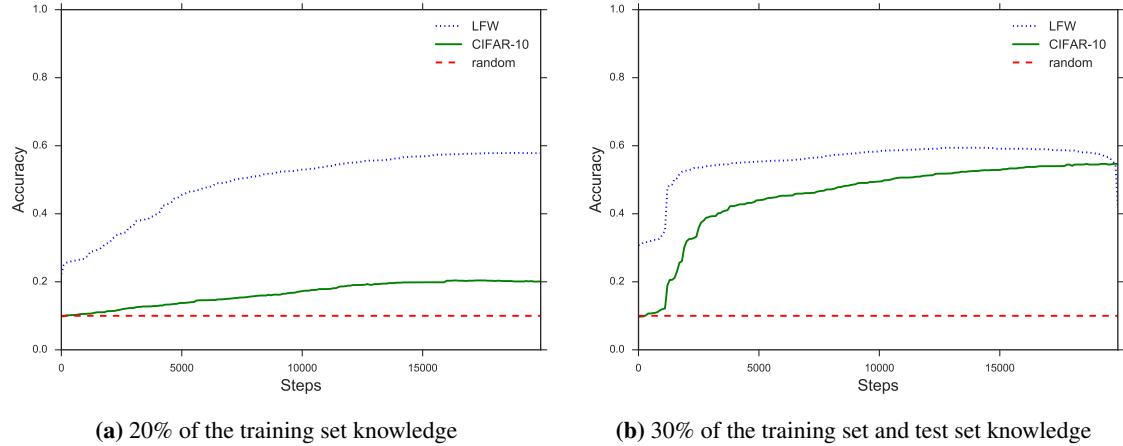 1.0
0.8
0.6
0.4
0.2
0.0
Accuracy
0
5000
10000
15000
Steps
LFW
CIFAR-10
random
(a) 20% of the training set knowledge
1.0
0.8
0.6
0.4
0.2
0.0
Accuracy
0
5000
10000
15000
Steps
LFW
CIFAR-10
random
(b) 30% of the training set and test set knowledge